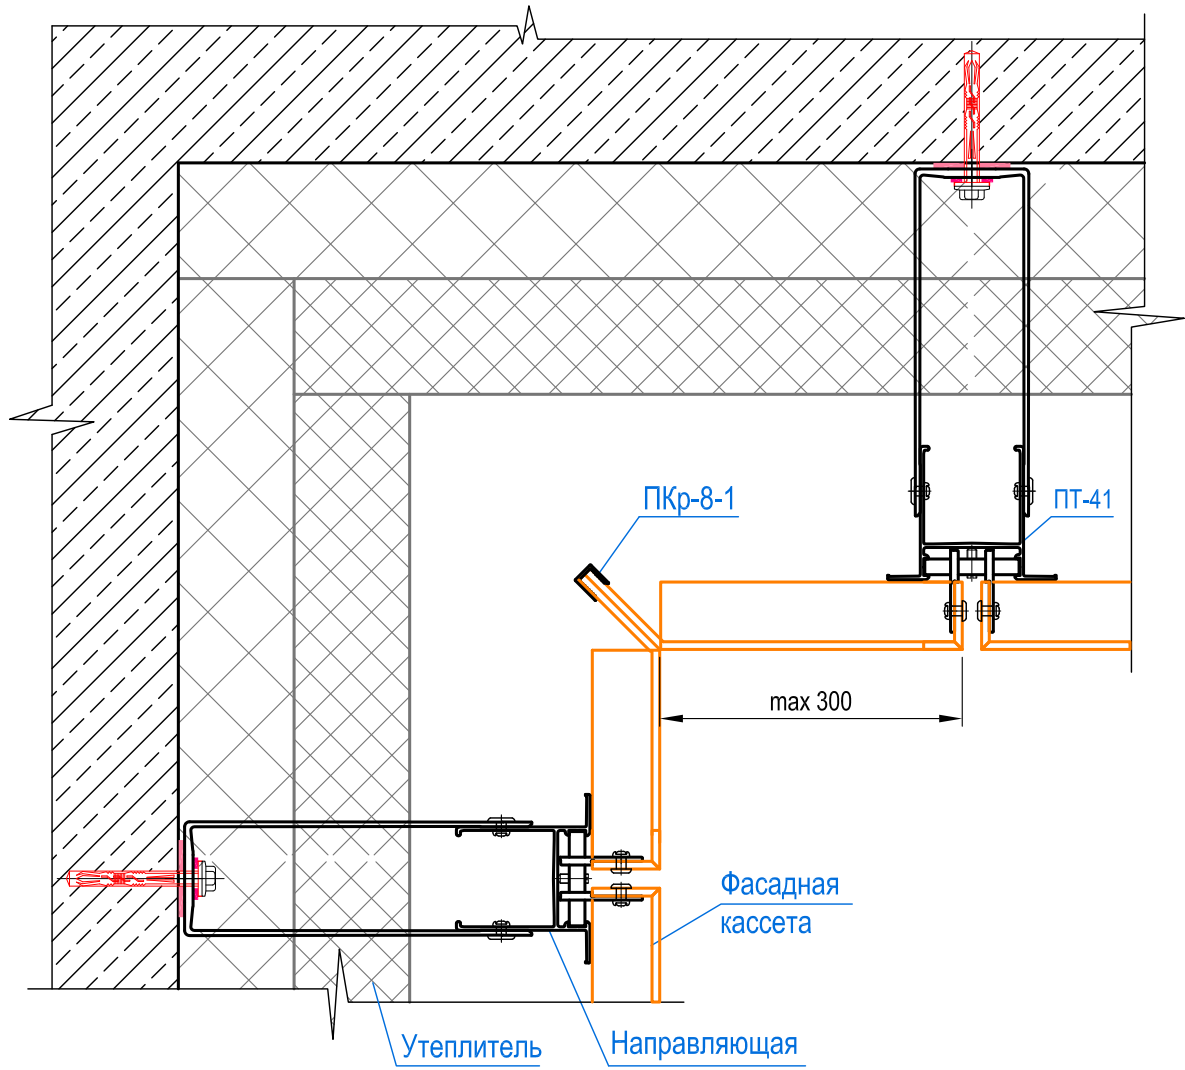 ПКр-8-1
ПТ-41
max 300
Фасадная
кассета
Утеплитель
Направляющая